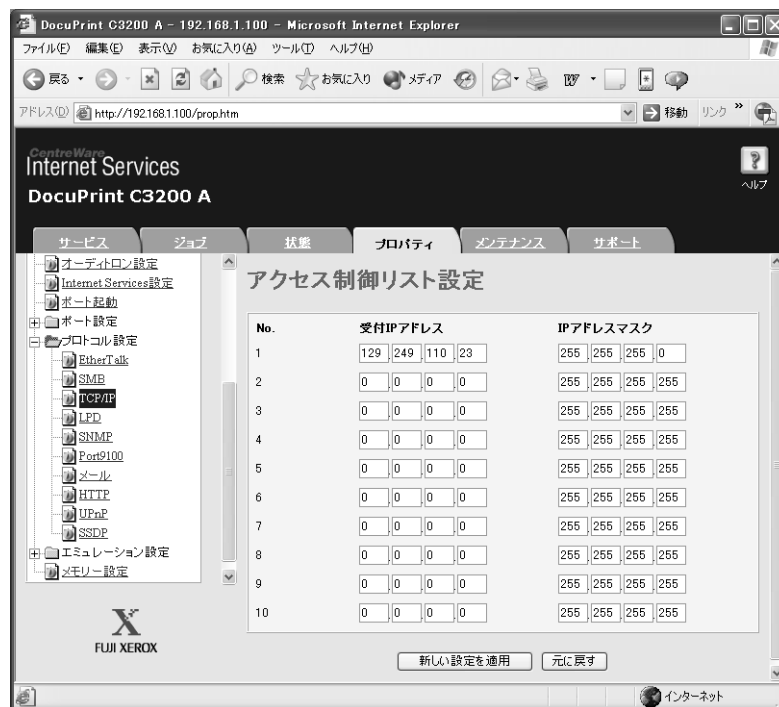 DocuPrint C3200 A - 192.168.1.100 - Microsoft Internet Explorer
ファイル(F) 編集(E) 表示(V) お気に入り(A) ツール(T) ヘルプ(H)
戻る 検索 お気に入り メディア
アドレス(D) http://192.168.1.100/prop.htm 移動 リンク »
CentreWare
Internet Services
DocuPrint C3200 A
? ヘルプ
サービス ジョブ 状態 プロパティ メンテナンス サポート
オーディトロン設定
Internet Services設定
ポート起動
ポート設定
プロトコル設定
EtherTalk
SMB
TCP/IP
LPD
SNMP
Port9100
メール
HTTP
UPnP
SSDP
エミュレーション設定
メモリー設定
FUJI XEROX
アクセス制御リスト設定
No. 受付IPアドレス IPアドレスマスク
1 129 .249 .110 .23 255 .255 .255 .0
2 0 .0 .0 .0 255 .255 .255 .255
3 0 .0 .0 .0 255 .255 .255 .255
4 0 .0 .0 .0 255 .255 .255 .255
5 0 .0 .0 .0 255 .255 .255 .255
6 0 .0 .0 .0 255 .255 .255 .255
7 0 .0 .0 .0 255 .255 .255 .255
8 0 .0 .0 .0 255 .255 .255 .255
9 0 .0 .0 .0 255 .255 .255 .255
10 0 .0 .0 .0 255 .255 .255 .255
新しい設定を適用 元に戻す
インターネット